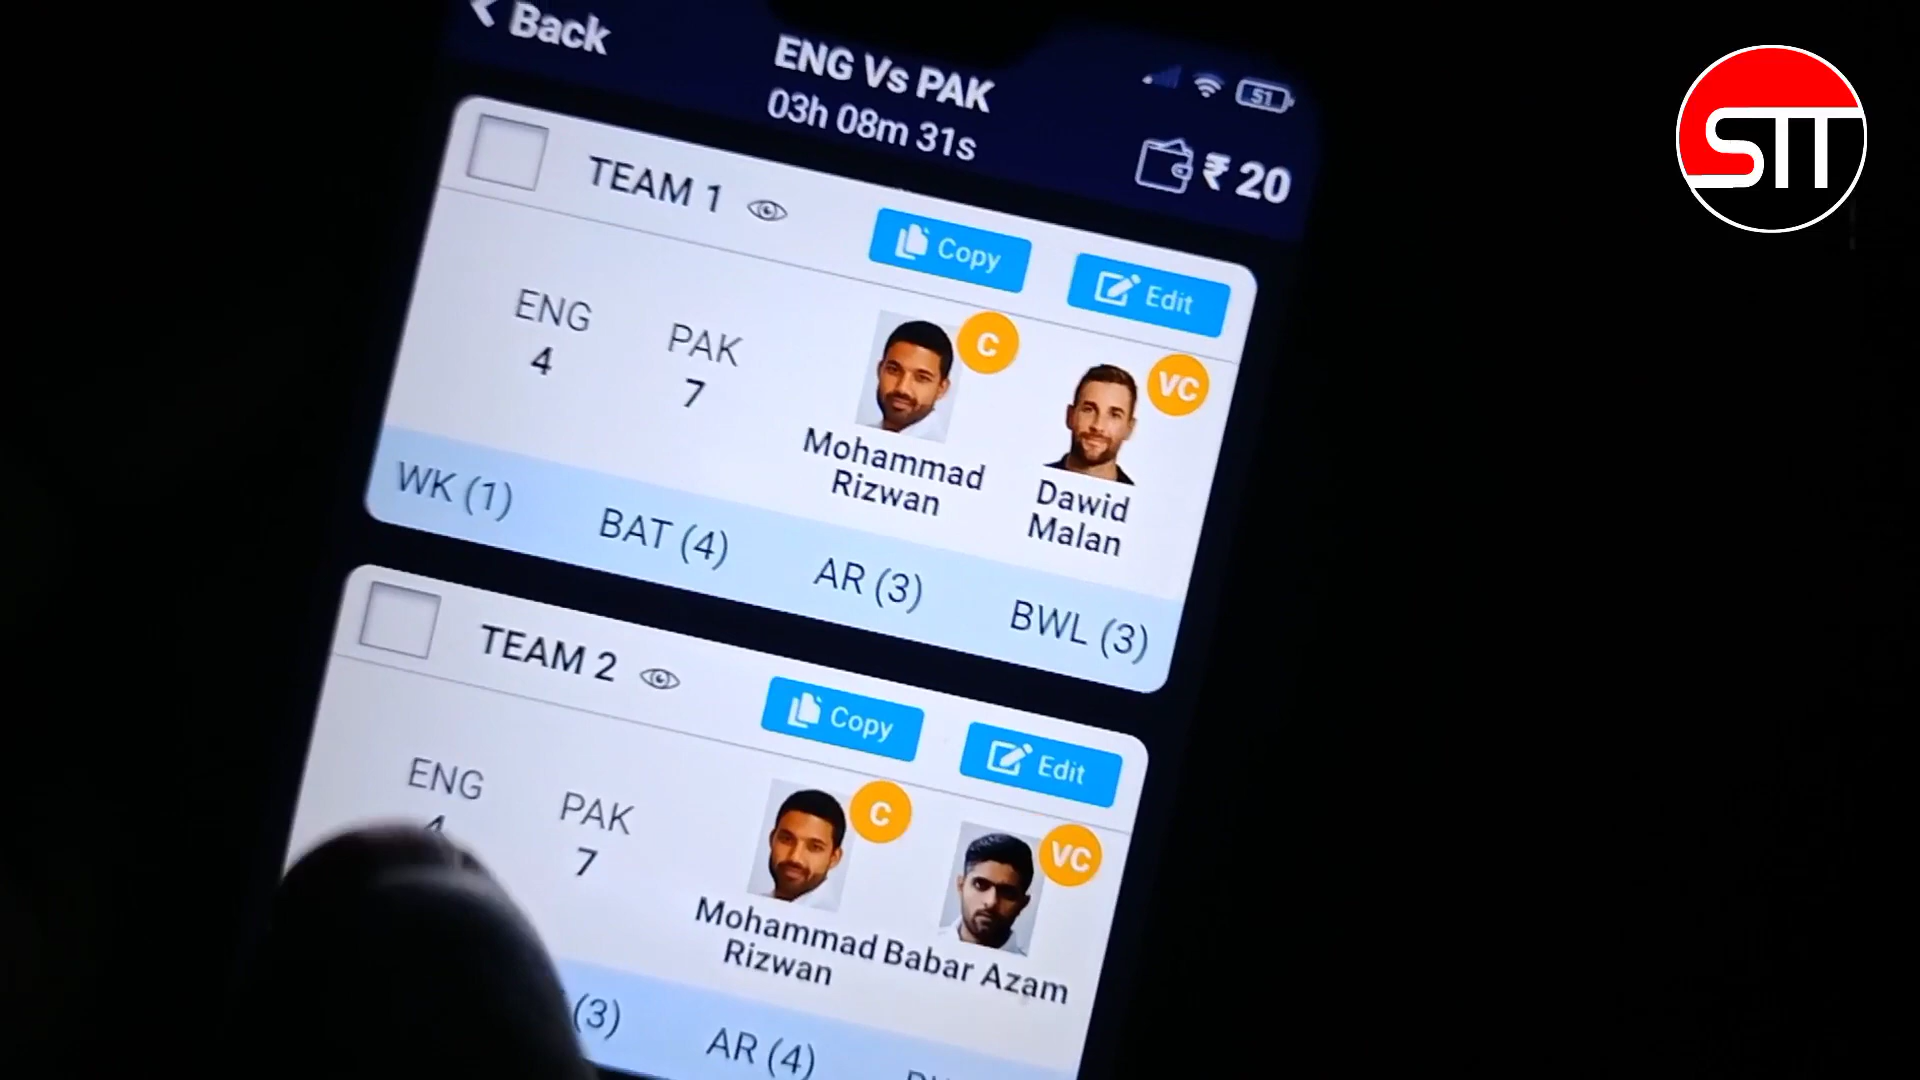 Back
ENG Vs PAK
03h 08m 31s
51
₹ 20
STT
TEAM 1
Copy
Edit
ENG
4
PAK
7
C
VC
Mohammad
Rizwan
Dawid
Malan
WK (1)
BAT (4)
AR (3)
BWL (3)
TEAM 2
Copy
Edit
ENG
4
PAK
7
C
VC
Mohammad
Rizwan
Babar Azam
(3)
AR (4)